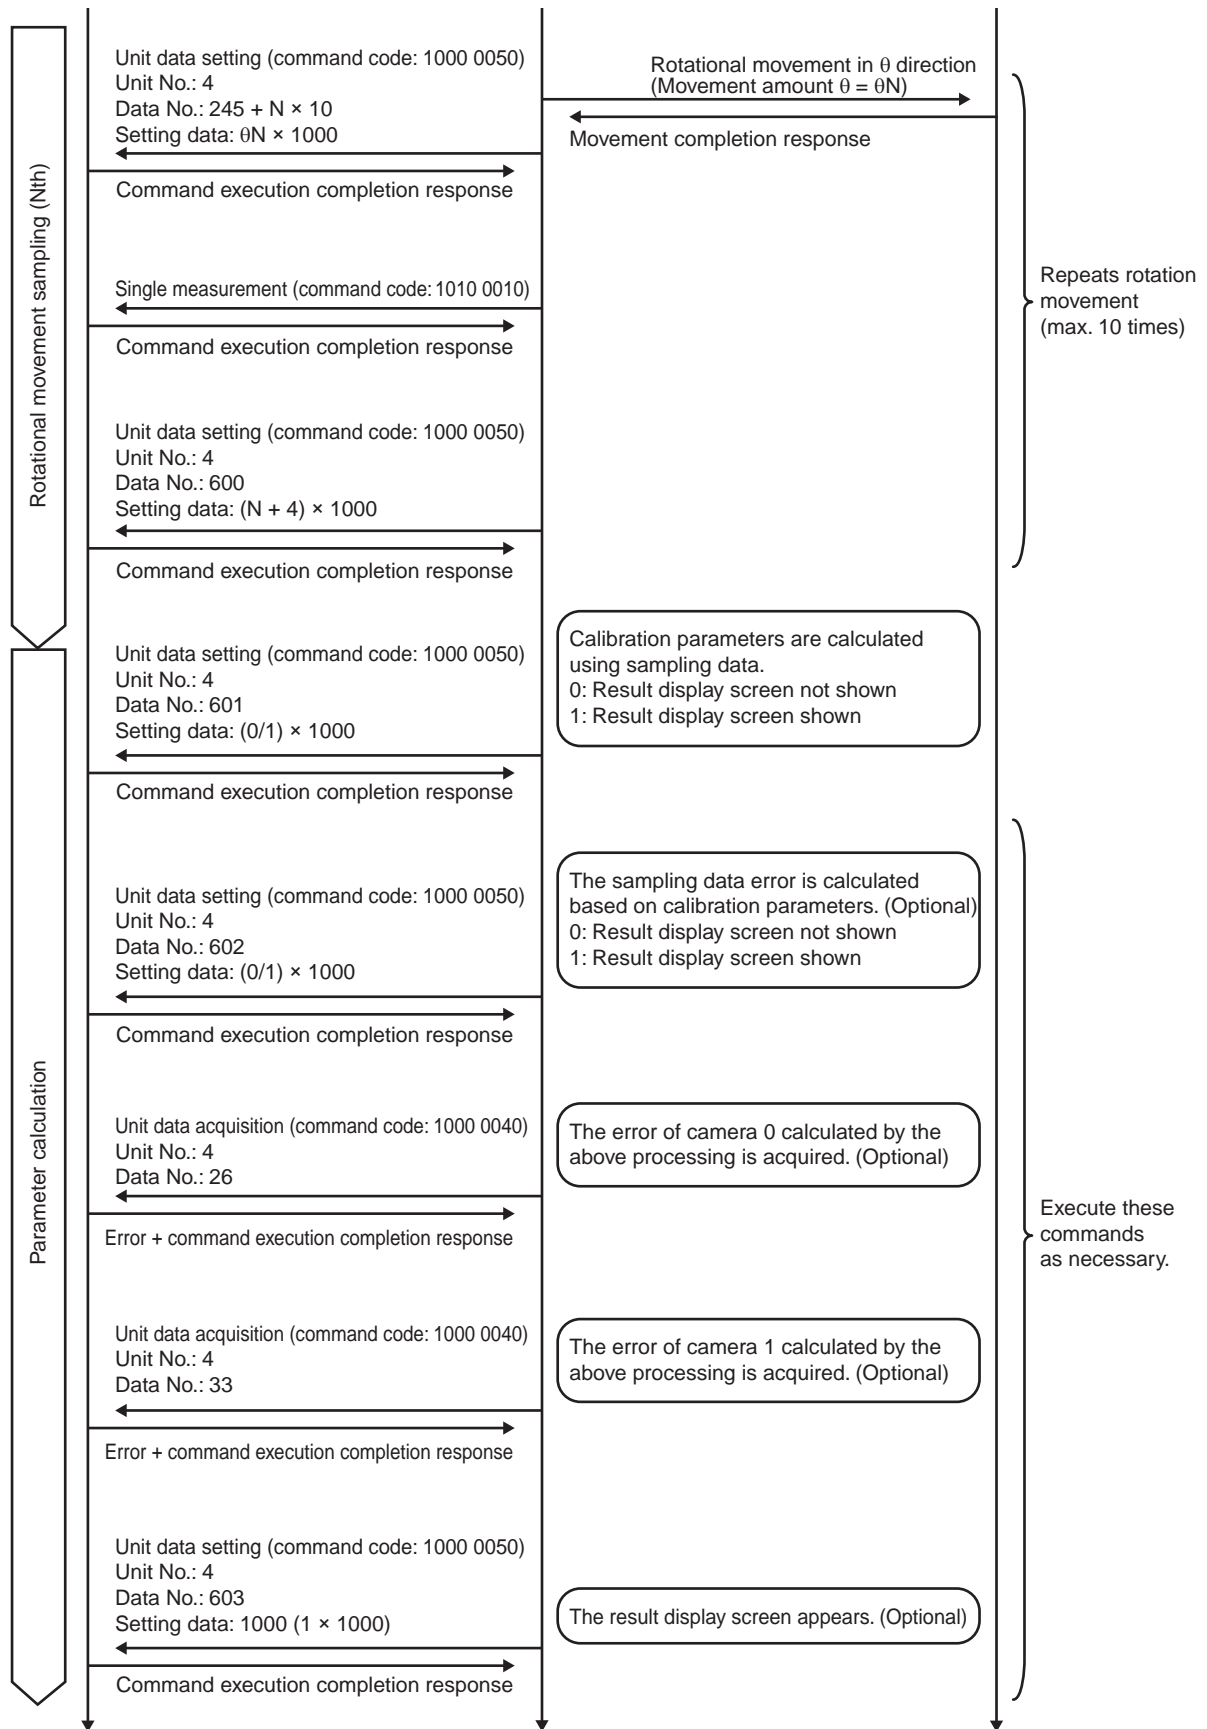 Rotational movement sampling (Nth)
Unit data setting (command code: 1000 0050)
Unit No.: 4
Data No.: 245 + N × 10
Setting data: θN × 1000
Command execution completion response
Rotational movement in θ direction
(Movement amount θ = θN)
Movement completion response
Single measurement (command code: 1010 0010)
Command execution completion response
Repeats rotation
movement
(max. 10 times)
Unit data setting (command code: 1000 0050)
Unit No.: 4
Data No.: 600
Setting data: (N + 4) × 1000
Command execution completion response
Parameter calculation
Unit data setting (command code: 1000 0050)
Unit No.: 4
Data No.: 601
Setting data: (0/1) × 1000
Command execution completion response
Calibration parameters are calculated
using sampling data.
0: Result display screen not shown
1: Result display screen shown
Unit data setting (command code: 1000 0050)
Unit No.: 4
Data No.: 602
Setting data: (0/1) × 1000
Command execution completion response
The sampling data error is calculated
based on calibration parameters. (Optional)
0: Result display screen not shown
1: Result display screen shown
Unit data acquisition (command code: 1000 0040)
Unit No.: 4
Data No.: 26
Error + command execution completion response
The error of camera 0 calculated by the
above processing is acquired. (Optional)
Execute these
commands
as necessary.
Unit data acquisition (command code: 1000 0040)
Unit No.: 4
Data No.: 33
Error + command execution completion response
The error of camera 1 calculated by the
above processing is acquired. (Optional)
Unit data setting (command code: 1000 0050)
Unit No.: 4
Data No.: 603
Setting data: 1000 (1 × 1000)
Command execution completion response
The result display screen appears. (Optional)